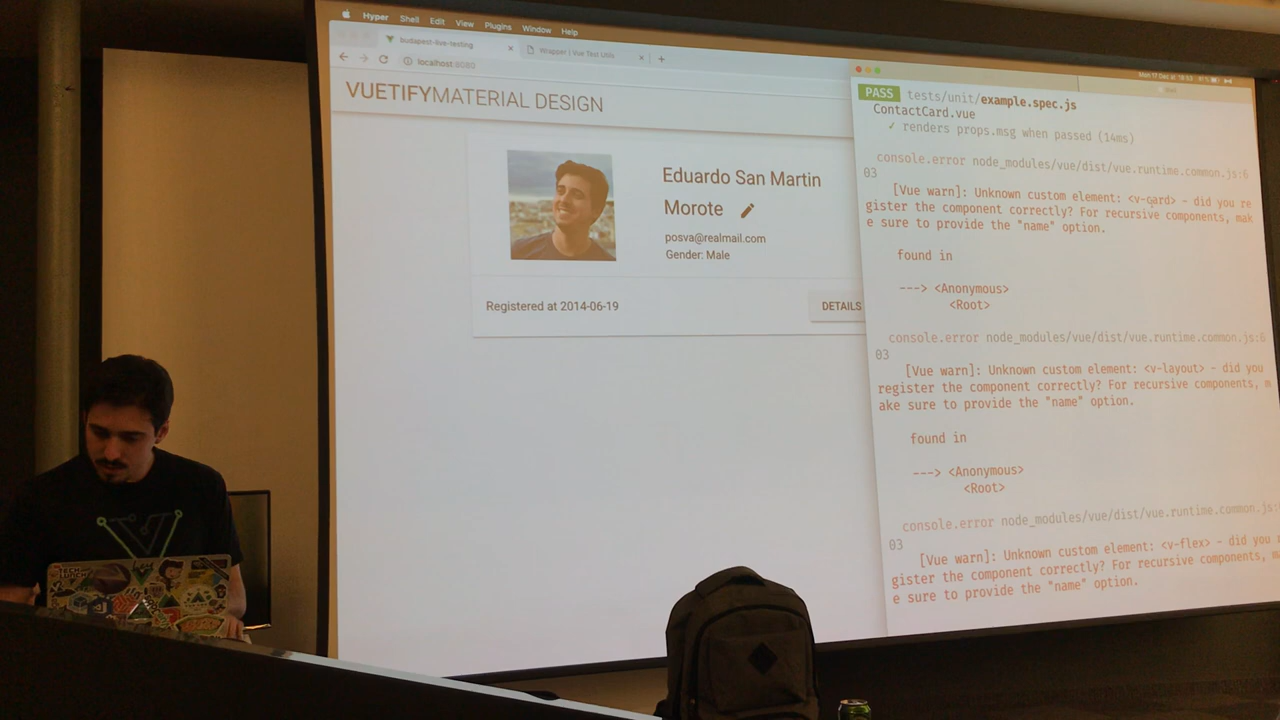 Hyper Shell Edit View Plugins Window Help
budapest-live-testing
Wrapper | Vue Test Utils
localhost:8080
VUETIFYMATERIAL DESIGN
Eduardo San Martin
Morote
posva@realmail.com
Gender: Male
Registered at 2014-06-19
DETAILS
PASS tests/unit/example.spec.js
ContactCard.vue
✓ renders props.msg when passed (14ms)
console.error node_modules/vue/dist/vue.runtime.common.js:6
03
[Vue warn]: Unknown custom element: <v-card> - did you re
gister the component correctly? For recursive components, mak
e sure to provide the "name" option.
found in
---> <Anonymous>
<Root>
console.error node_modules/vue/dist/vue.runtime.common.js:6
03
[Vue warn]: Unknown custom element: <v-layout> - did you
register the component correctly? For recursive components, m
ake sure to provide the "name" option.
found in
---> <Anonymous>
<Root>
console.error node_modules/vue/dist/vue.runtime.common.js:
03
[Vue warn]: Unknown custom element: <v-flex> - did you
gister the component correctly? For recursive components,
e sure to provide the "name" option.